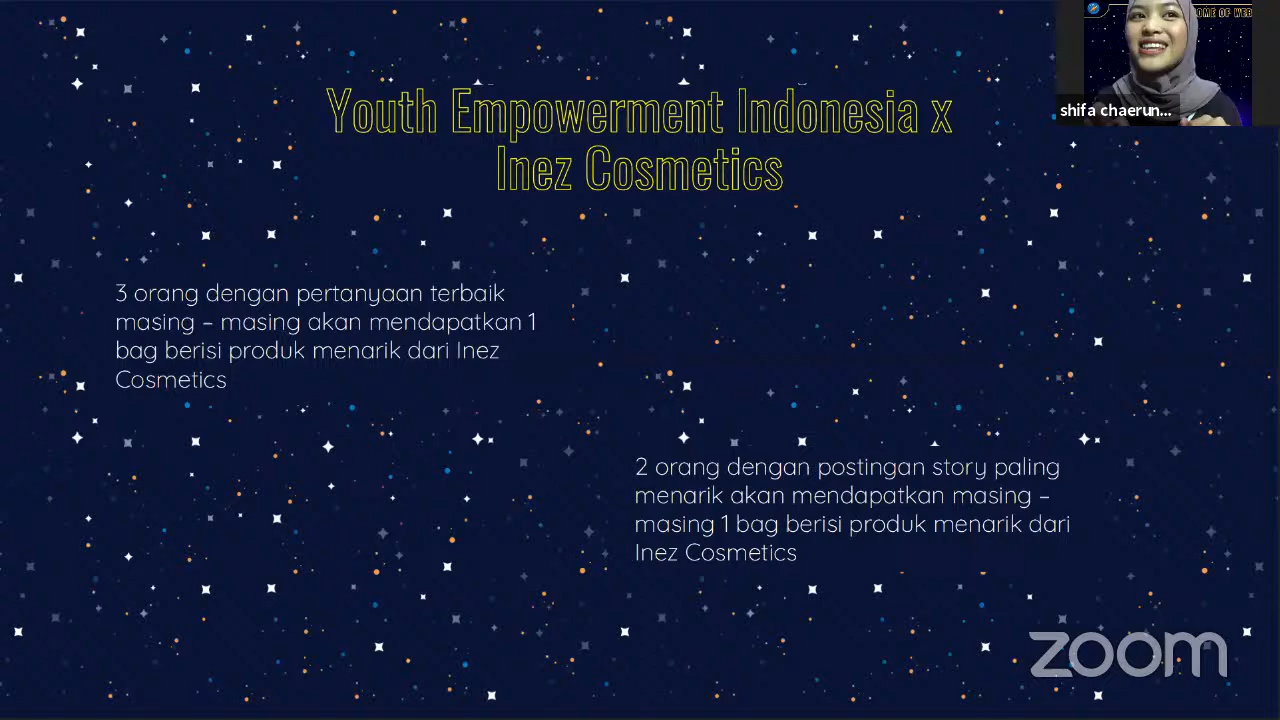 Youth Empowerment Indonesia x
Inez Cosmetics
shifa chaerun...
3 orang dengan pertanyaan terbaik
masing – masing akan mendapatkan 1
bag berisi produk menarik dari Inez
Cosmetics
2 orang dengan postingan story paling
menarik akan mendapatkan masing –
masing 1 bag berisi produk menarik dari
Inez Cosmetics
zoom